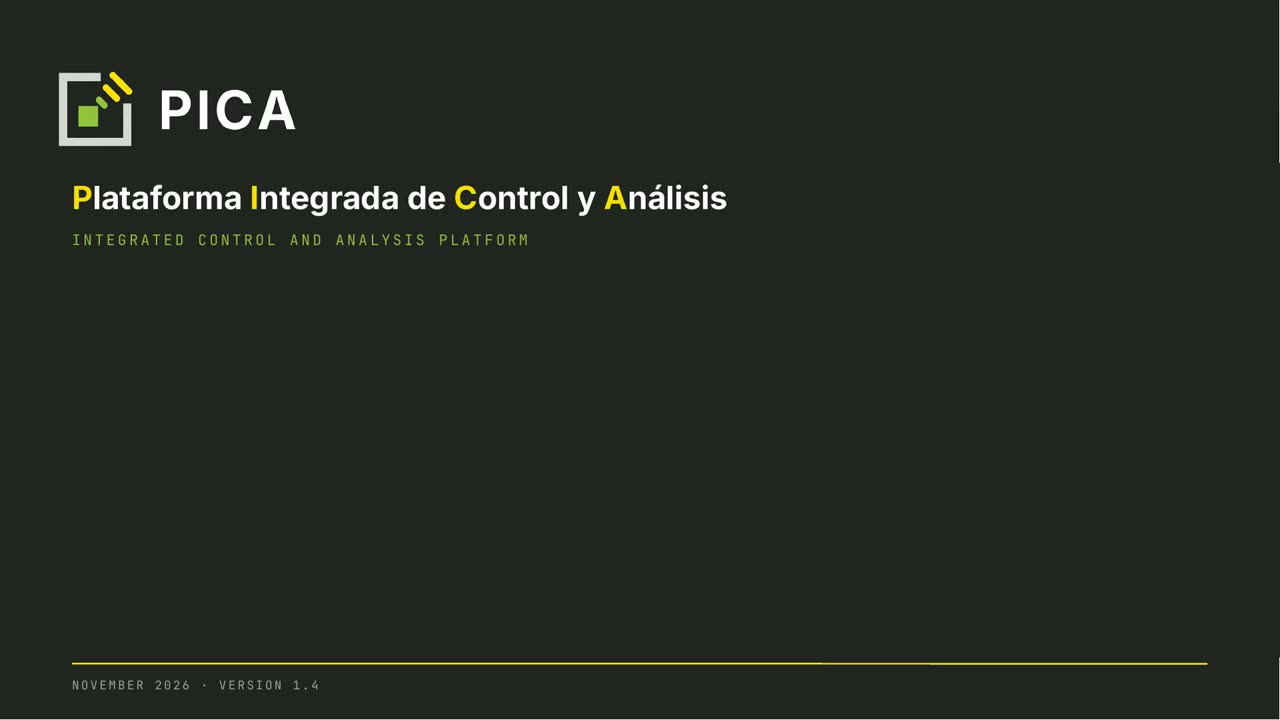 PICA
Plataforma Integrada de Control y Análisis
INTEGRATED CONTROL AND ANALYSIS PLATFORM
NOVEMBER 2026 · VERSION 1.4